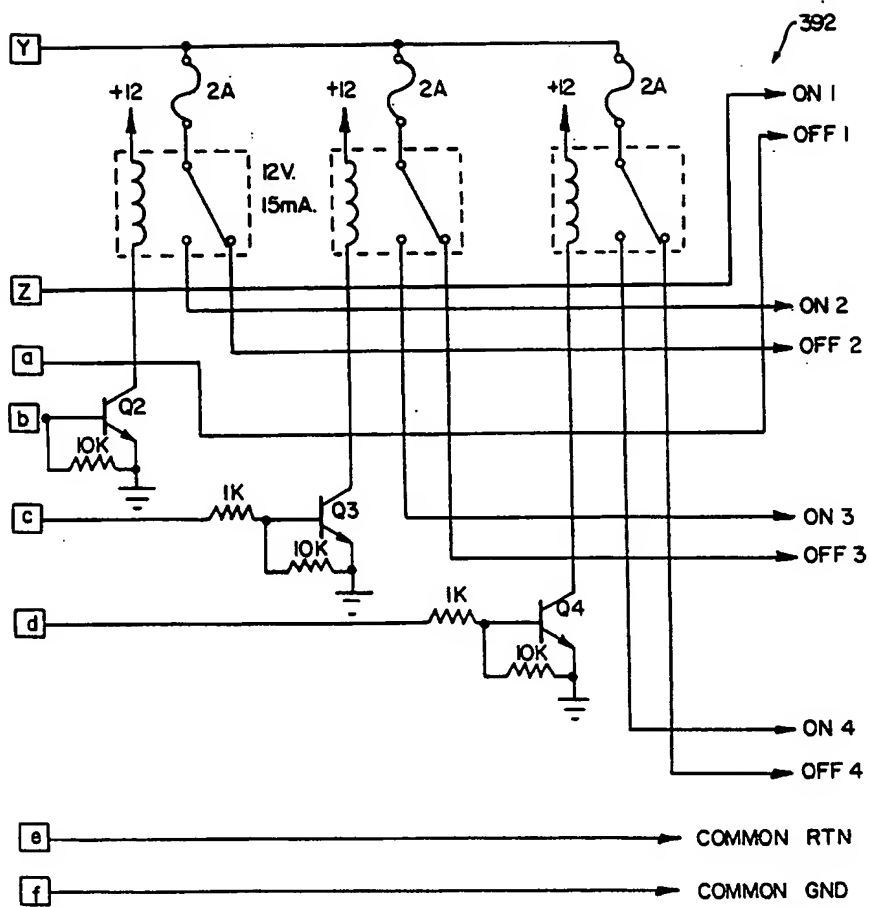 392
Y
+12
2A
+12
2A
+12
2A
ON 1
OFF 1
12V.
15mA.
Z
ON 2
OFF 2
a
b
Q2
10K
c
1K
Q3
10K
ON 3
OFF 3
d
1K
Q4
10K
ON 4
OFF 4
e
COMMON RTN
f
COMMON GND